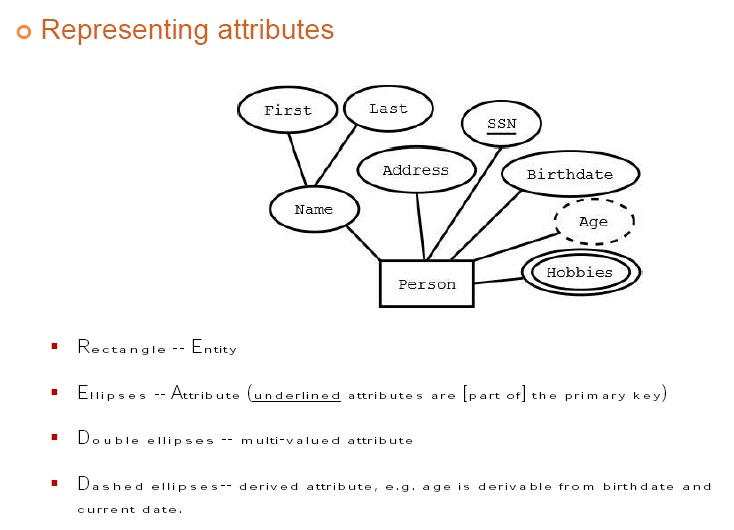 Representing attributes
First
Last
SSN
Address
Birthdate
Name
Age
Person
Hobbies
Rectangle -- Entity
Ellipses -- Attribute (underlined attributes are [part of] the primary key)
Double ellipses -- multi-valued attribute
Dashed ellipses-- derived attribute, e.g. age is derivable from birthdate and
current date.